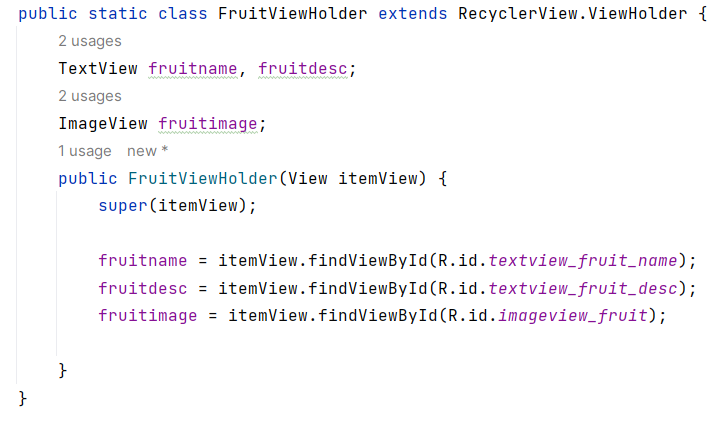 public static class FruitViewHolder extends RecyclerView.ViewHolder {
2 usages
TextView fruitname, fruitdesc;
2 usages
ImageView fruitimage;
1 usage new *
public FruitViewHolder(View itemView) {
super(itemView);
fruitname = itemView.findViewById(R.id.textview_fruit_name);
fruitdesc = itemView.findViewById(R.id.textview_fruit_desc);
fruitimage = itemView.findViewById(R.id.imageview_fruit);
}
}